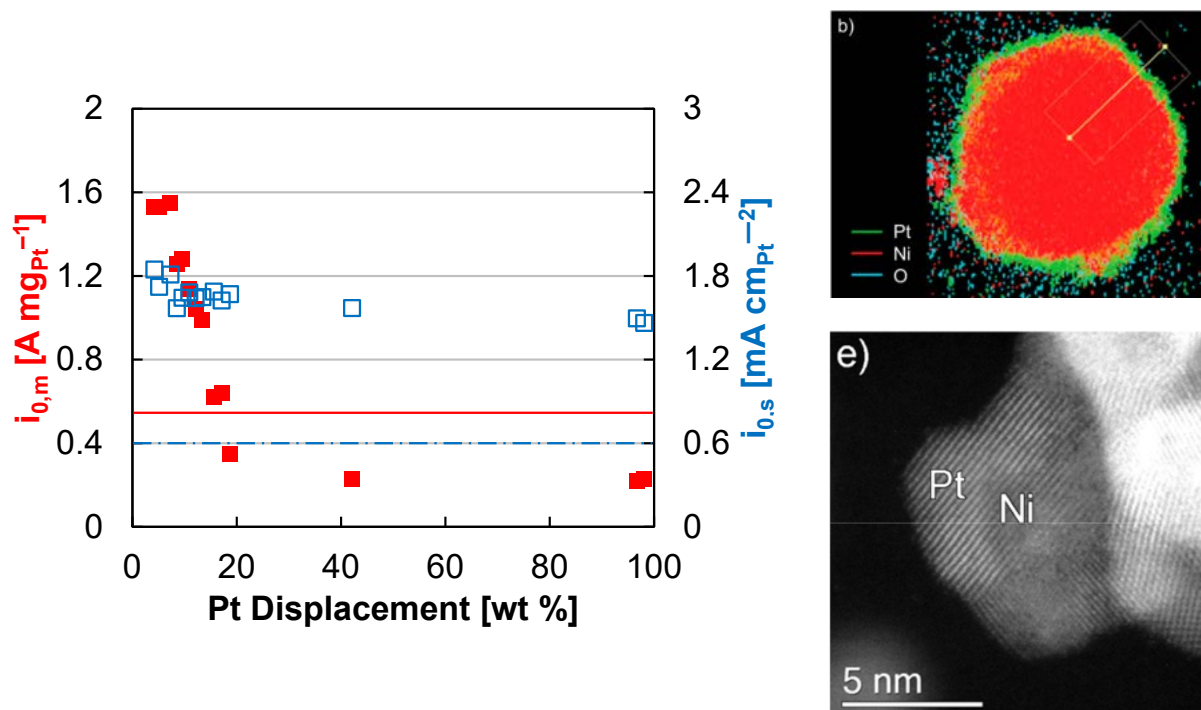 2
1.6
1.2
0.8
0.4
0
i0,m [A mgPt−1]
3
2.4
1.8
1.2
0.6
0
i0.s [mA cmPt−2]
0 20 40 60 80 100
Pt Displacement [wt %]
b)
Pt
Ni
O
e)
Pt
Ni
5 nm